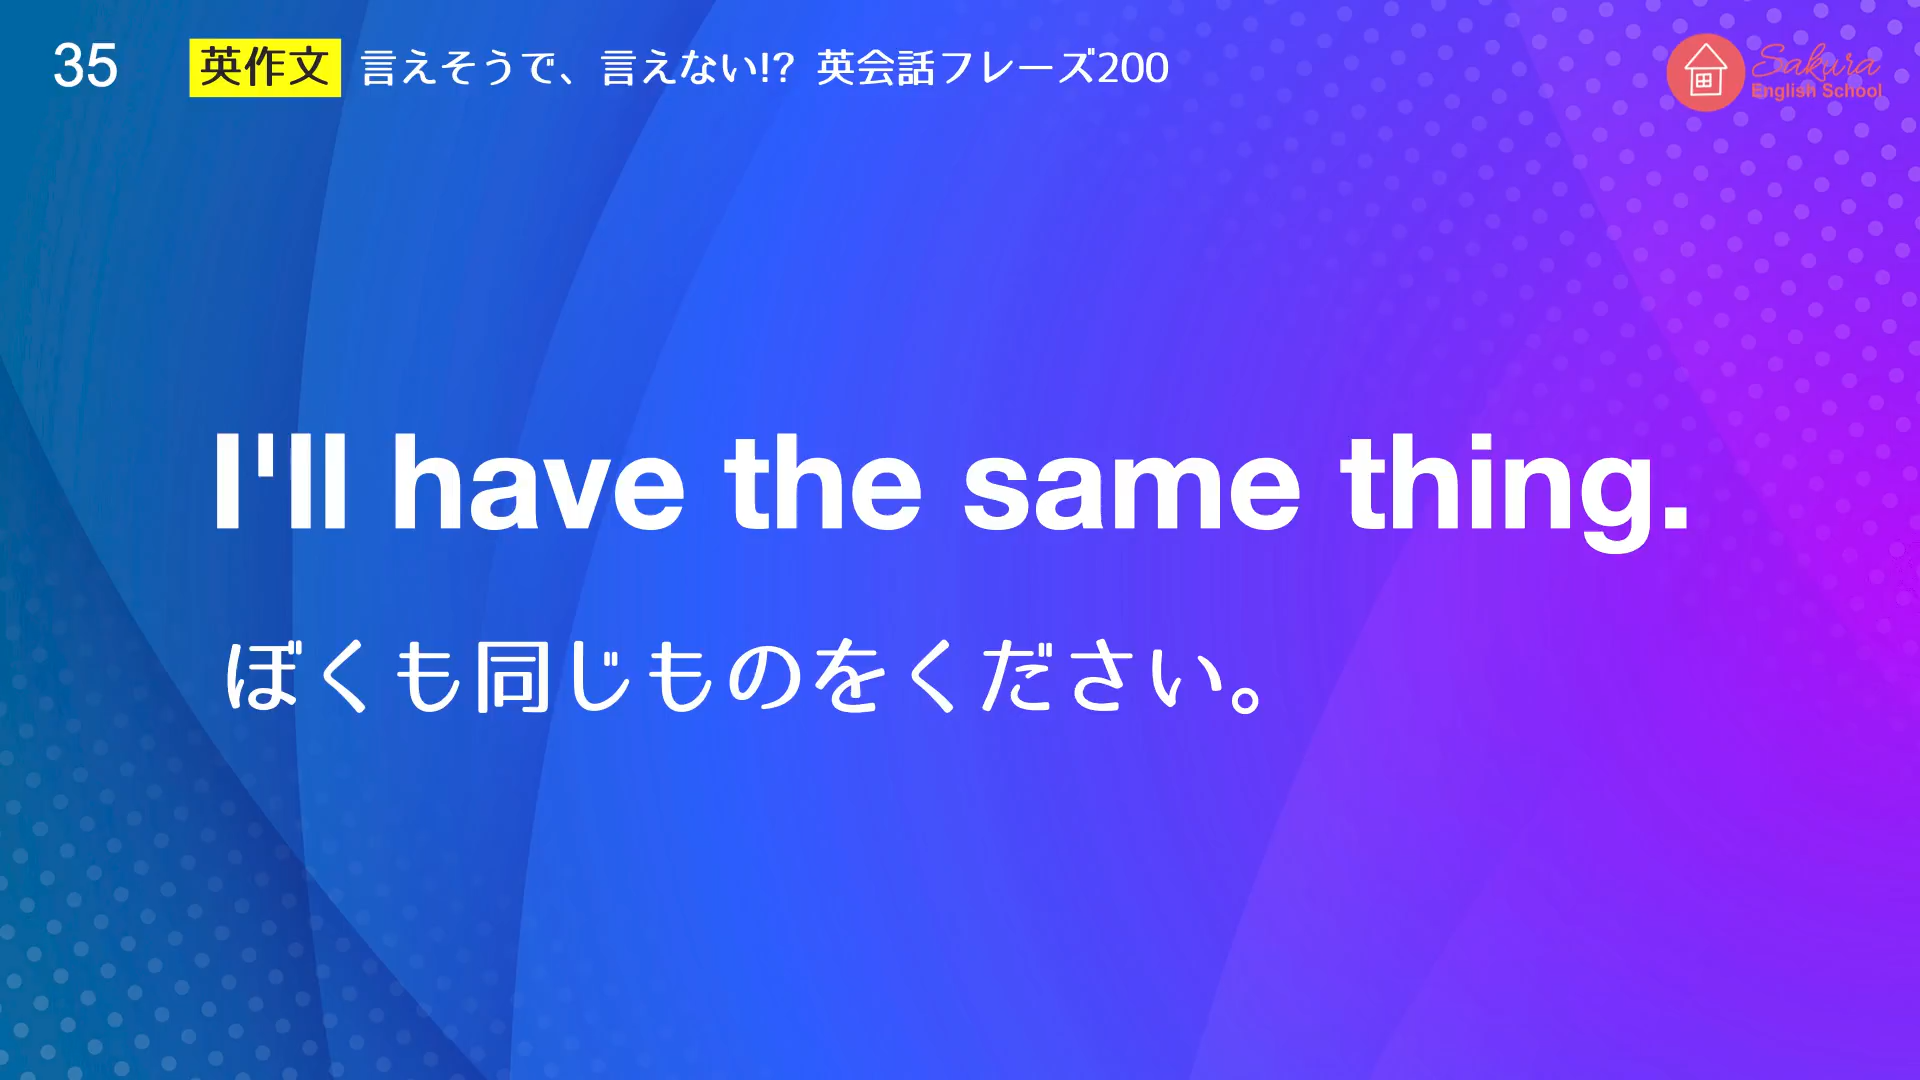 35
英作文 言えそうで、言えない!? 英会話フレーズ200
Sakura
English School
I'll have the same thing.
ぼくも同じものをください。